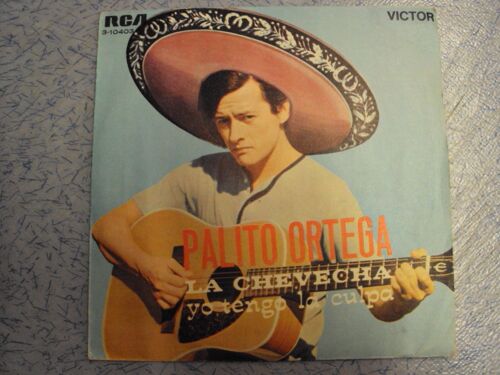 RCA VICTOR
3-10403
PALITO ORTEGA
LA CHEVECHA
yo tengo la culpa